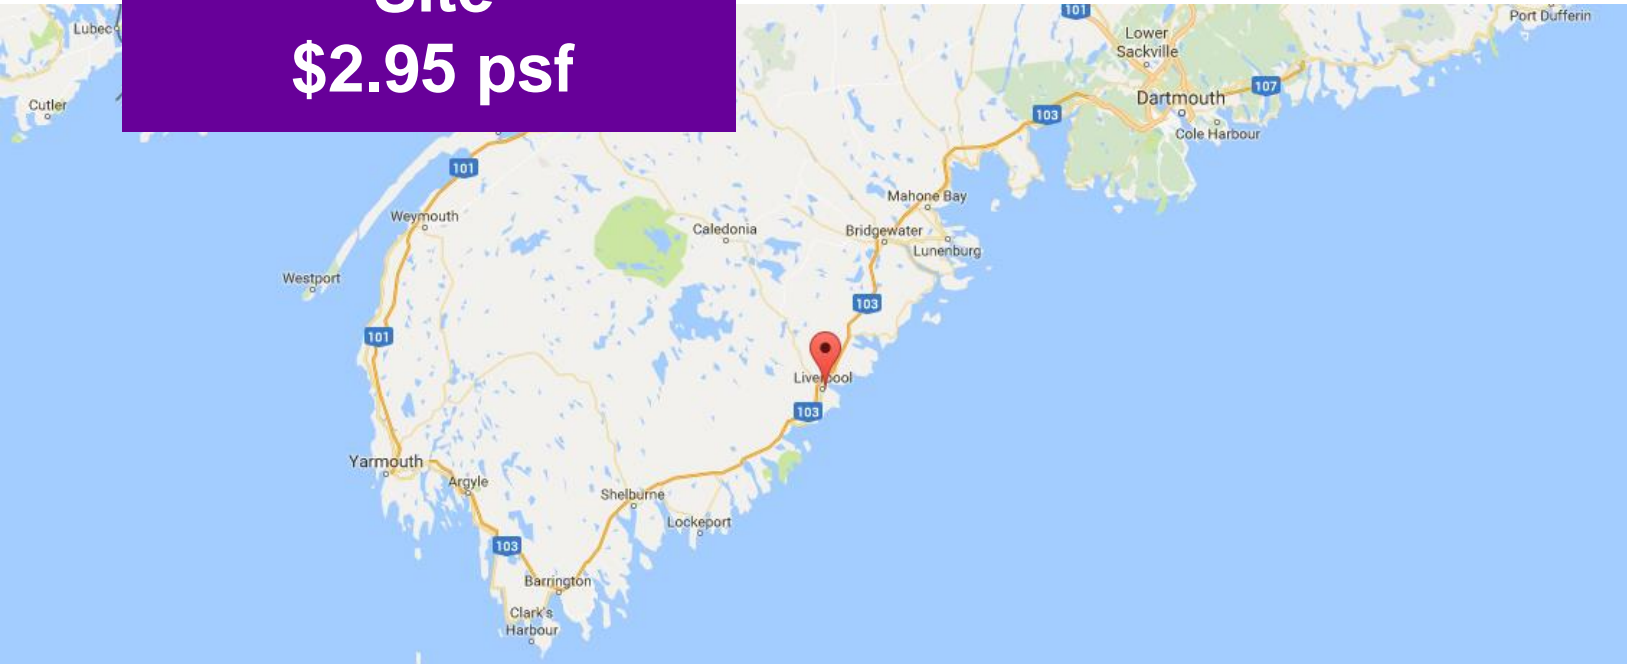 Site
$2.95 psf
101
Lubec
Port Dufferin
Lower
Sackville
107
Cutler
Dartmouth
103
Cole Harbour
101
Mahone Bay
Weymouth
Caledonia
Bridgewater
Lunenburg
Westport
103
101
Liverpool
103
Yarmouth
Argyle
Shelburne
Lockeport
103
Barrington
Clark's
Harbour